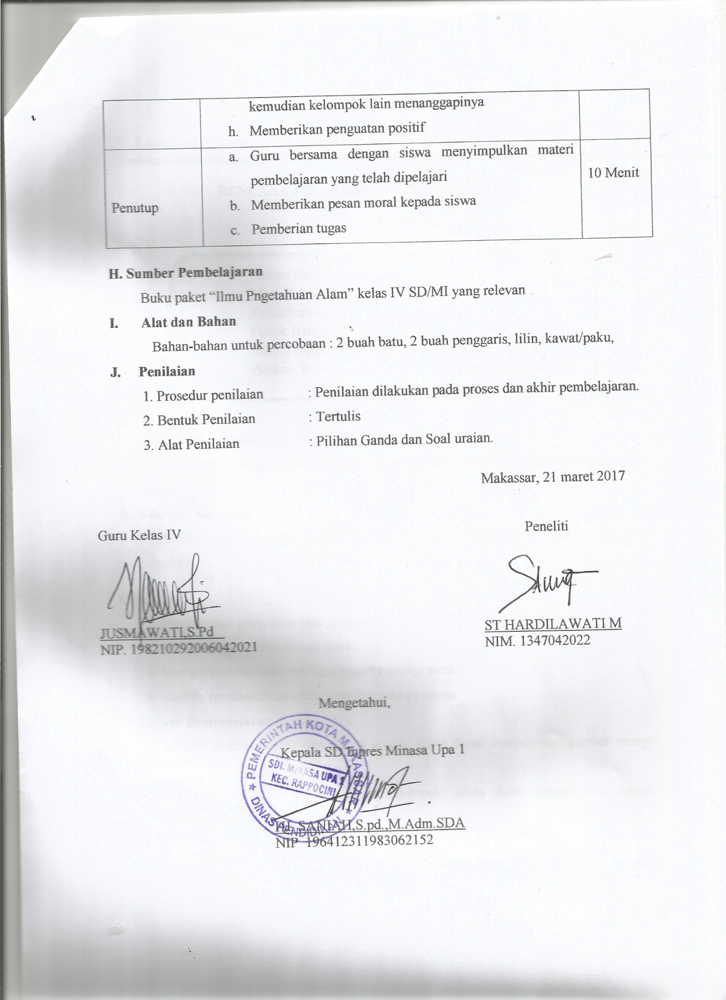 kemudian kelompok lain menanggapinya
h. Memberikan penguatan positif
Penutup
a. Guru bersama dengan siswa menyimpulkan materi
pembelajaran yang telah dipelajari
b. Memberikan pesan moral kepada siswa
c. Pemberian tugas
10 Menit
H. Sumber Pembelajaran
Buku paket “Ilmu Pngetahuan Alam” kelas IV SD/MI yang relevan
I. Alat dan Bahan
Bahan-bahan untuk percobaan : 2 buah batu, 2 buah penggaris, lilin, kawat/paku,
J. Penilaian
1. Prosedur penilaian : Penilaian dilakukan pada proses dan akhir pembelajaran.
2. Bentuk Penilaian : Tertulis
3. Alat Penilaian : Pilihan Ganda dan Soal uraian.
Makassar, 21 maret 2017
Guru Kelas IV
Peneliti
JUSMAWATI,S.Pd
NIP. 198210292006042021
ST HARDILAWATI M
NIM. 1347042022
Mengetahui,
Kepala SD Inpres Minasa Upa 1
PEMERINTAH KOTA MAKASSAR
SDI. MINASA UPA 1
KEC. RAPPOCINI
DINAS PENDIDIKAN
HJ. SANIAH,S.pd.,M.Adm.SDA
NIP 196412311983062152